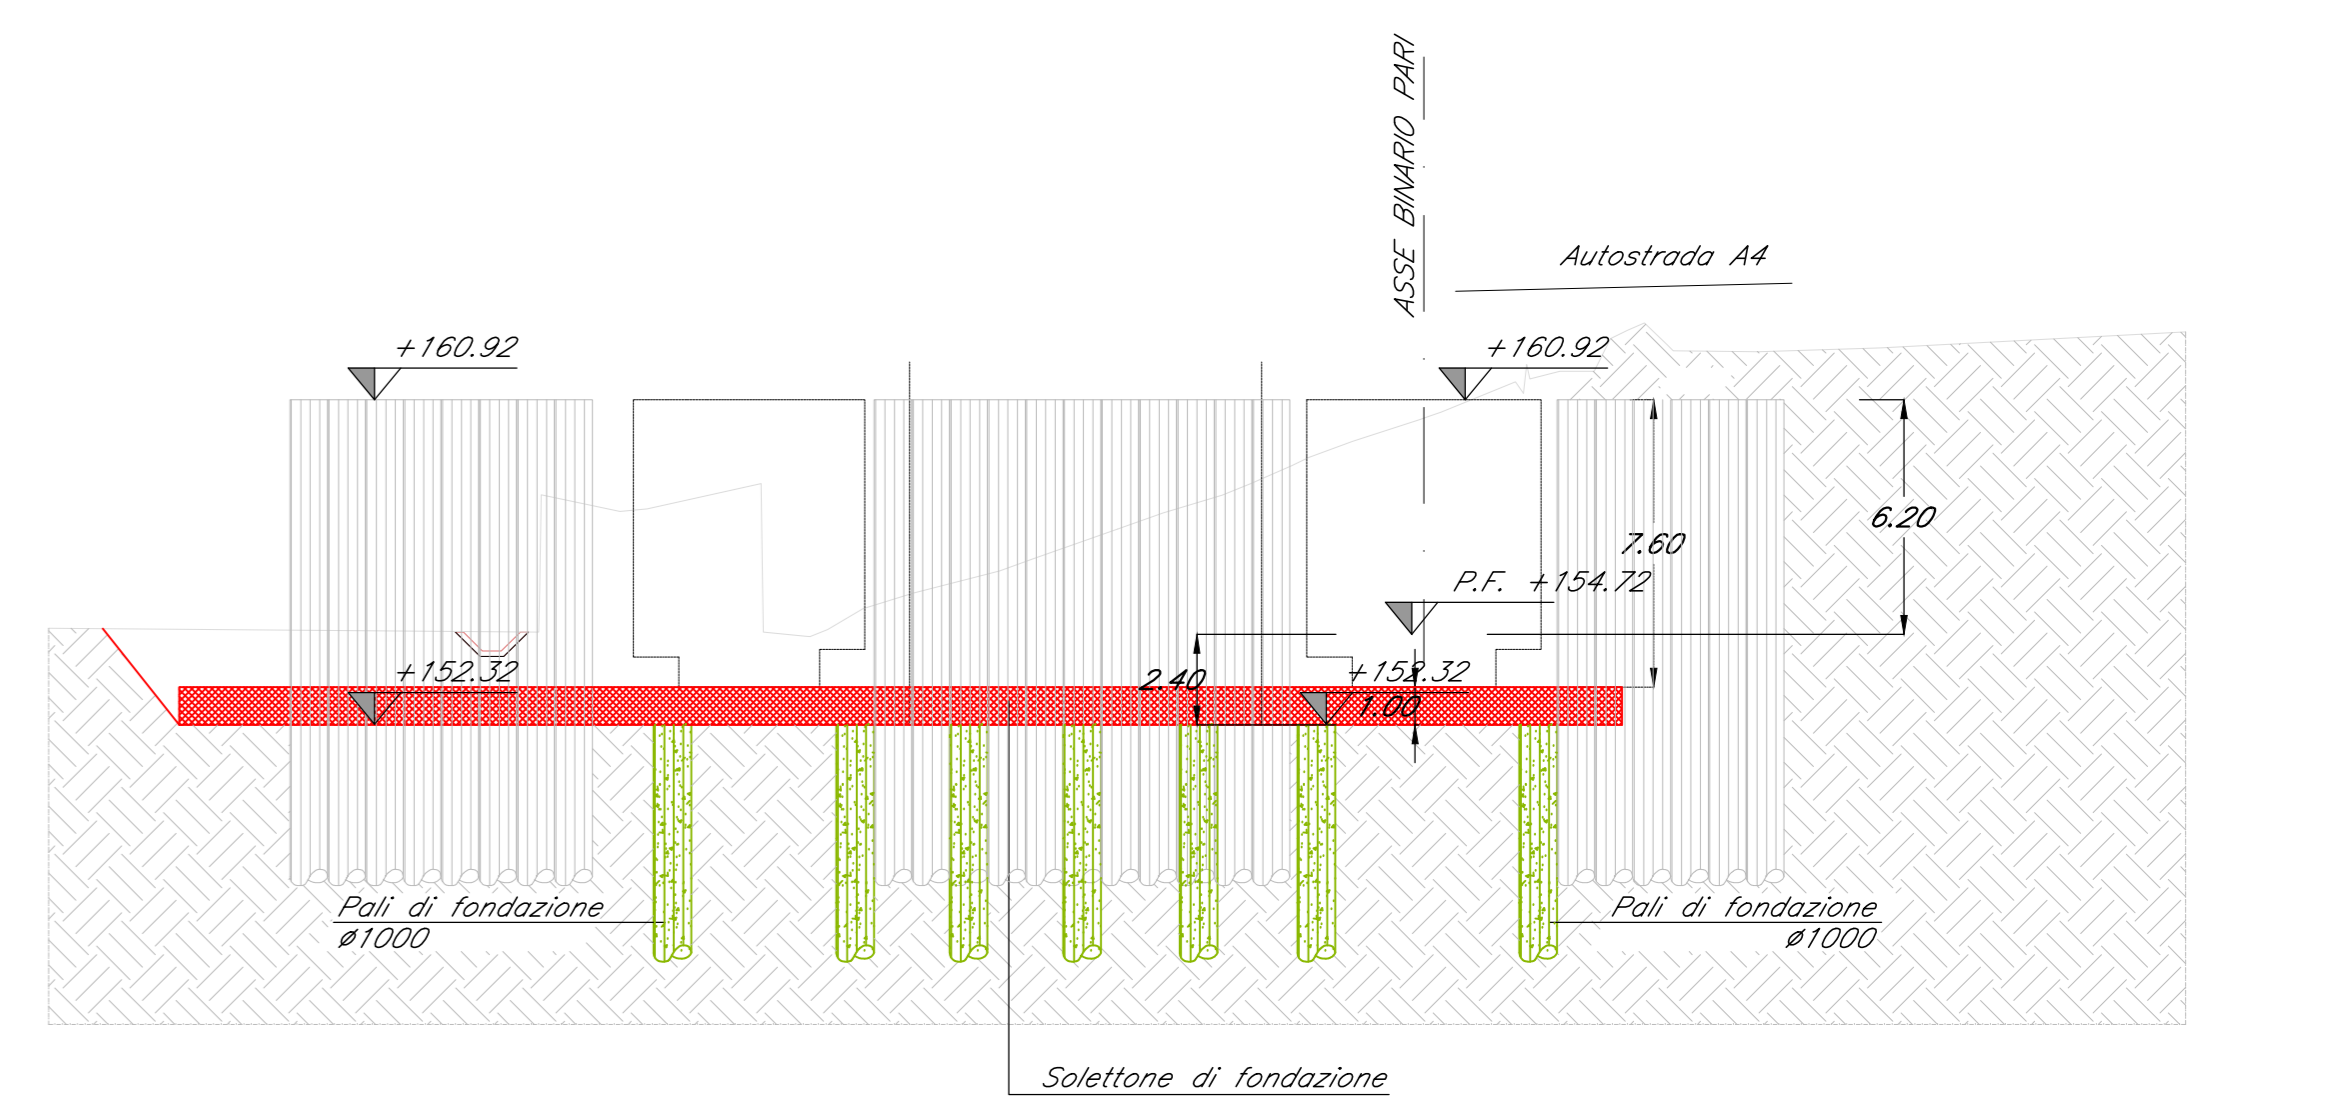 ASSE BINARIO PARI
Autostrada A4
+160.92
+160.92
6.20
7.60
P.F. +154.72
+152.32
2.40
+152.32
1.00
Pali di fondazione
ø1000
Pali di fondazione
ø1000
Solettone di fondazione